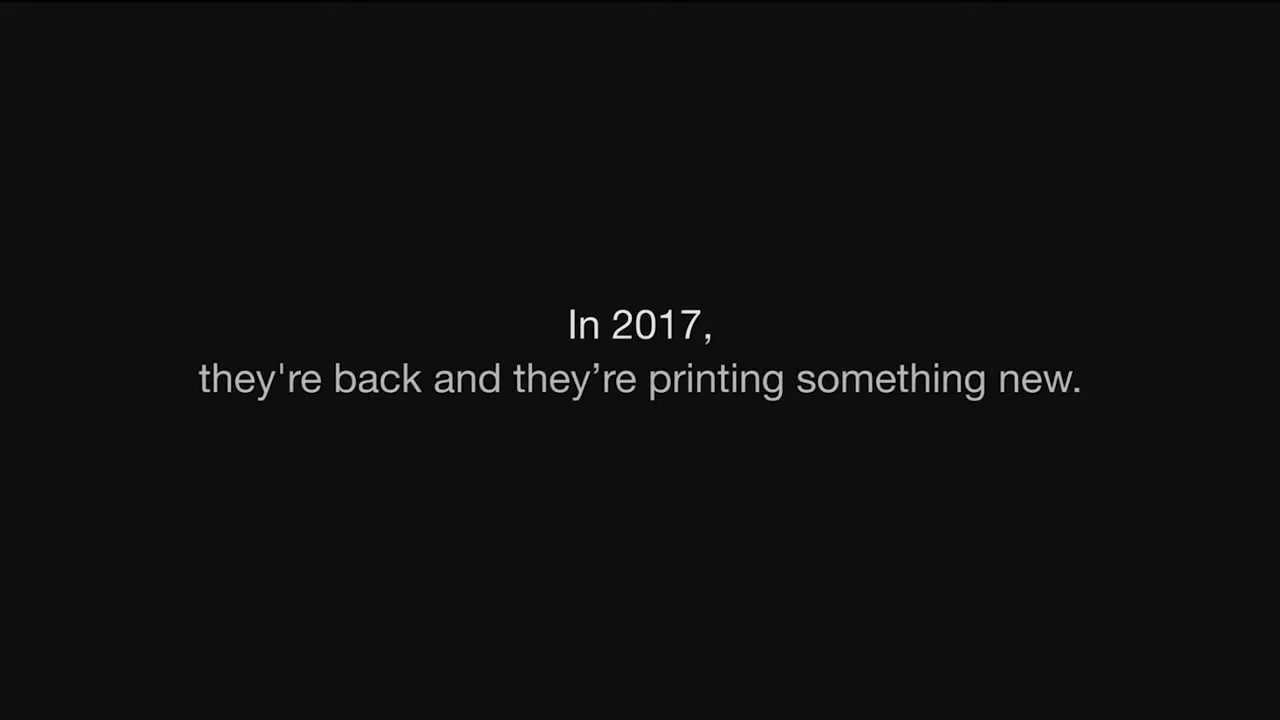 In 2017,
they're back and they’re printing something new.